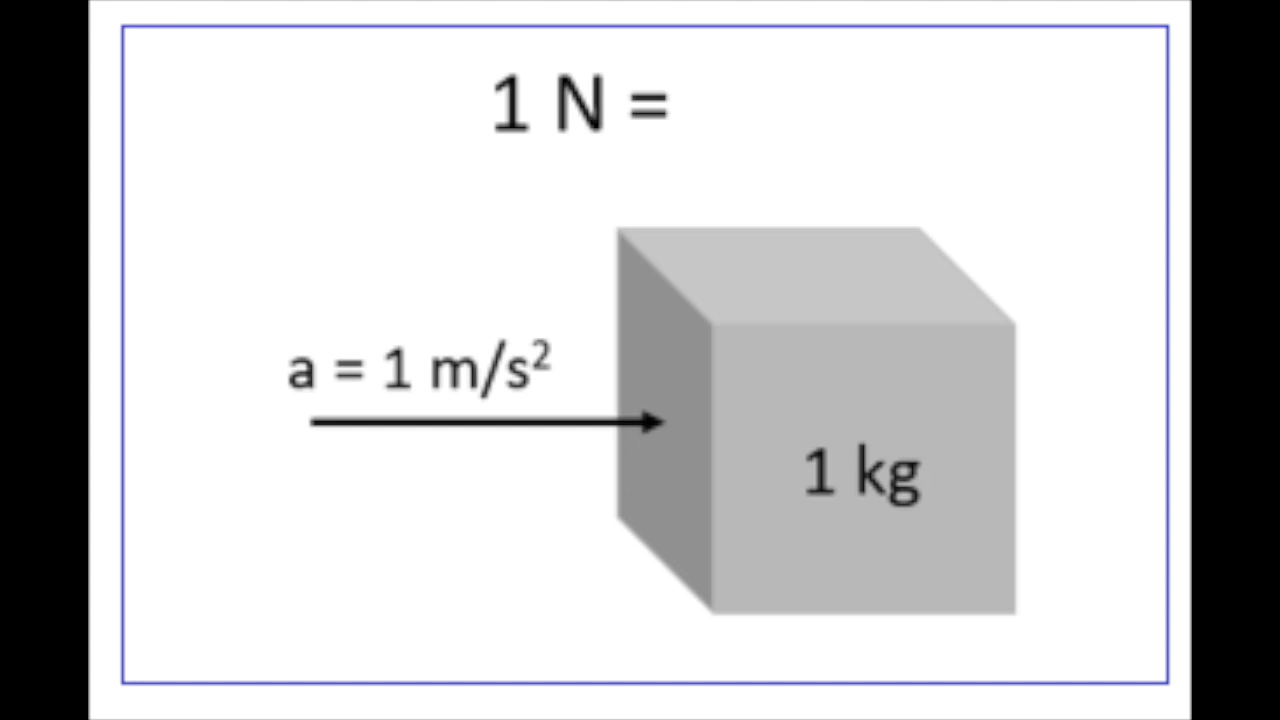 1 N =
a = 1 m/s²
1 kg